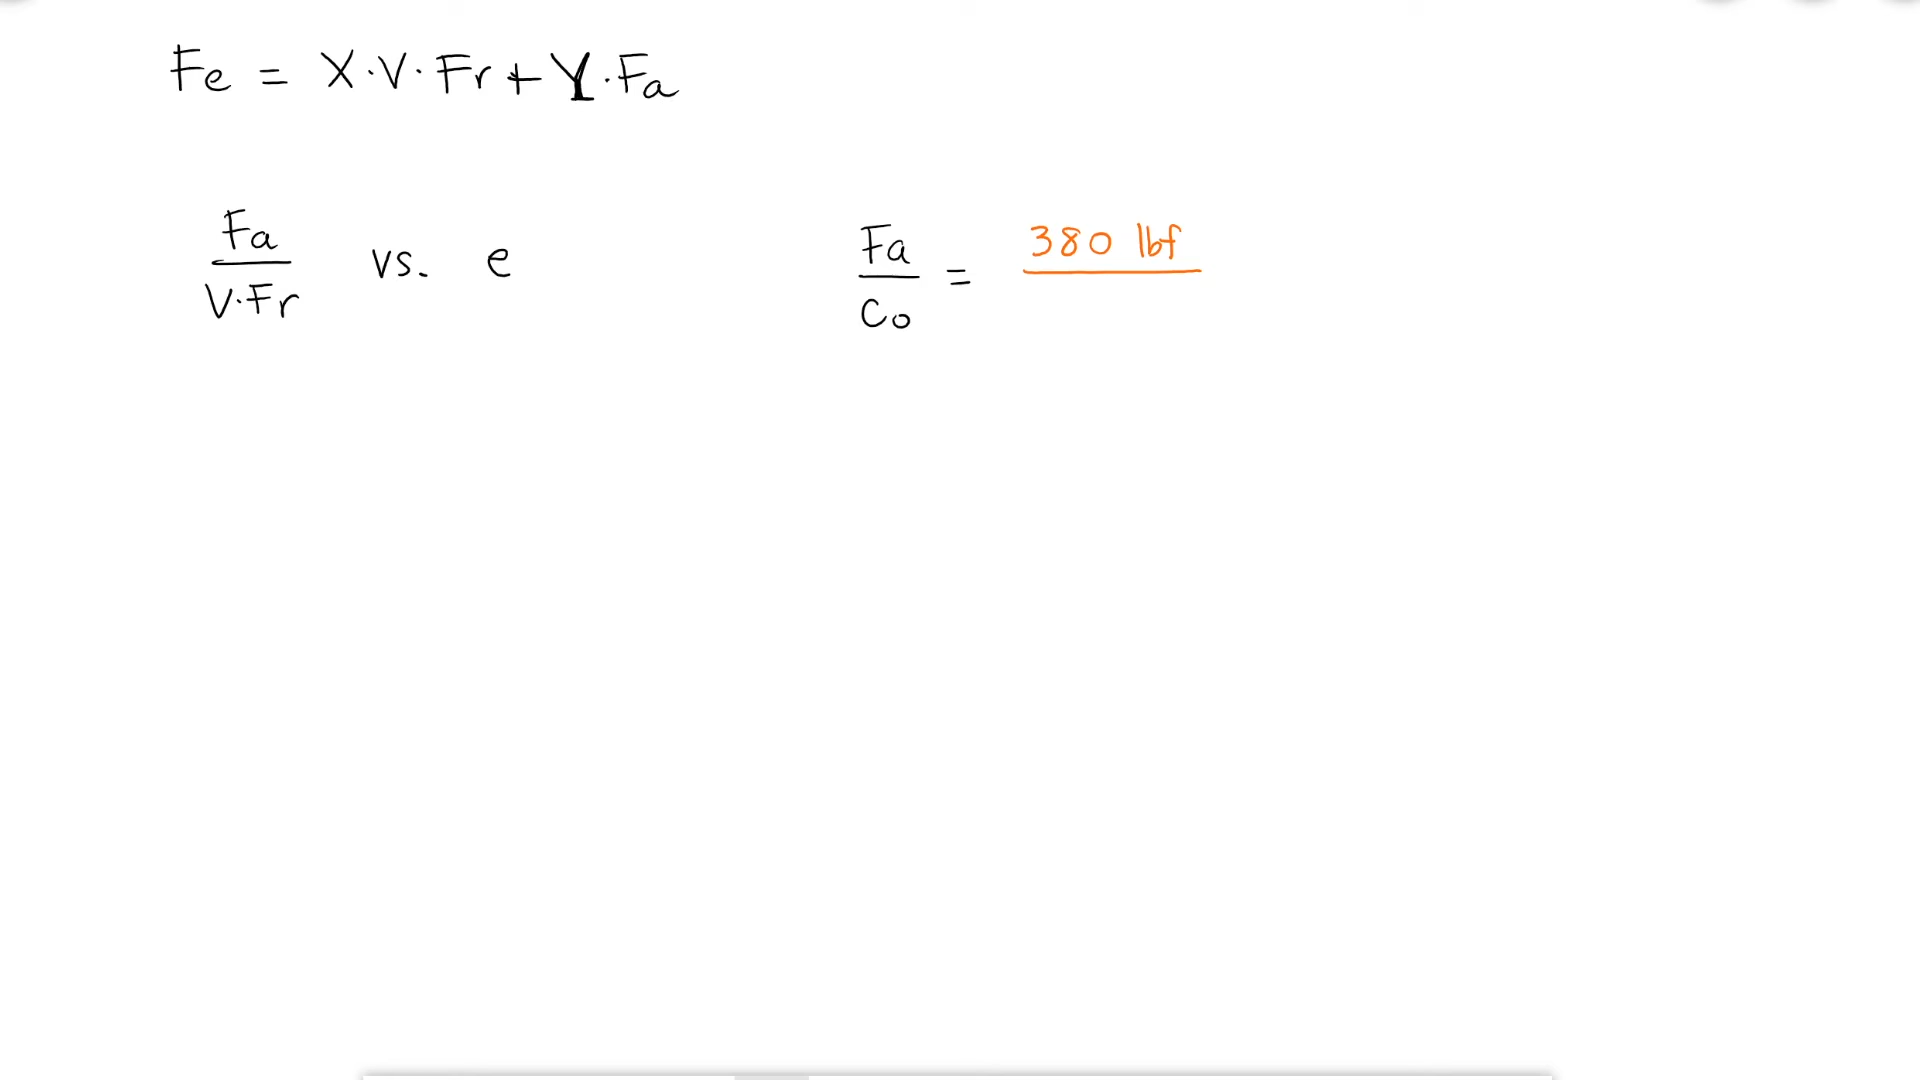 Fe = X·V·Fr + Y·Fa
Fa
V·Fr
vs. e
Fa
Co
=
380 lbf